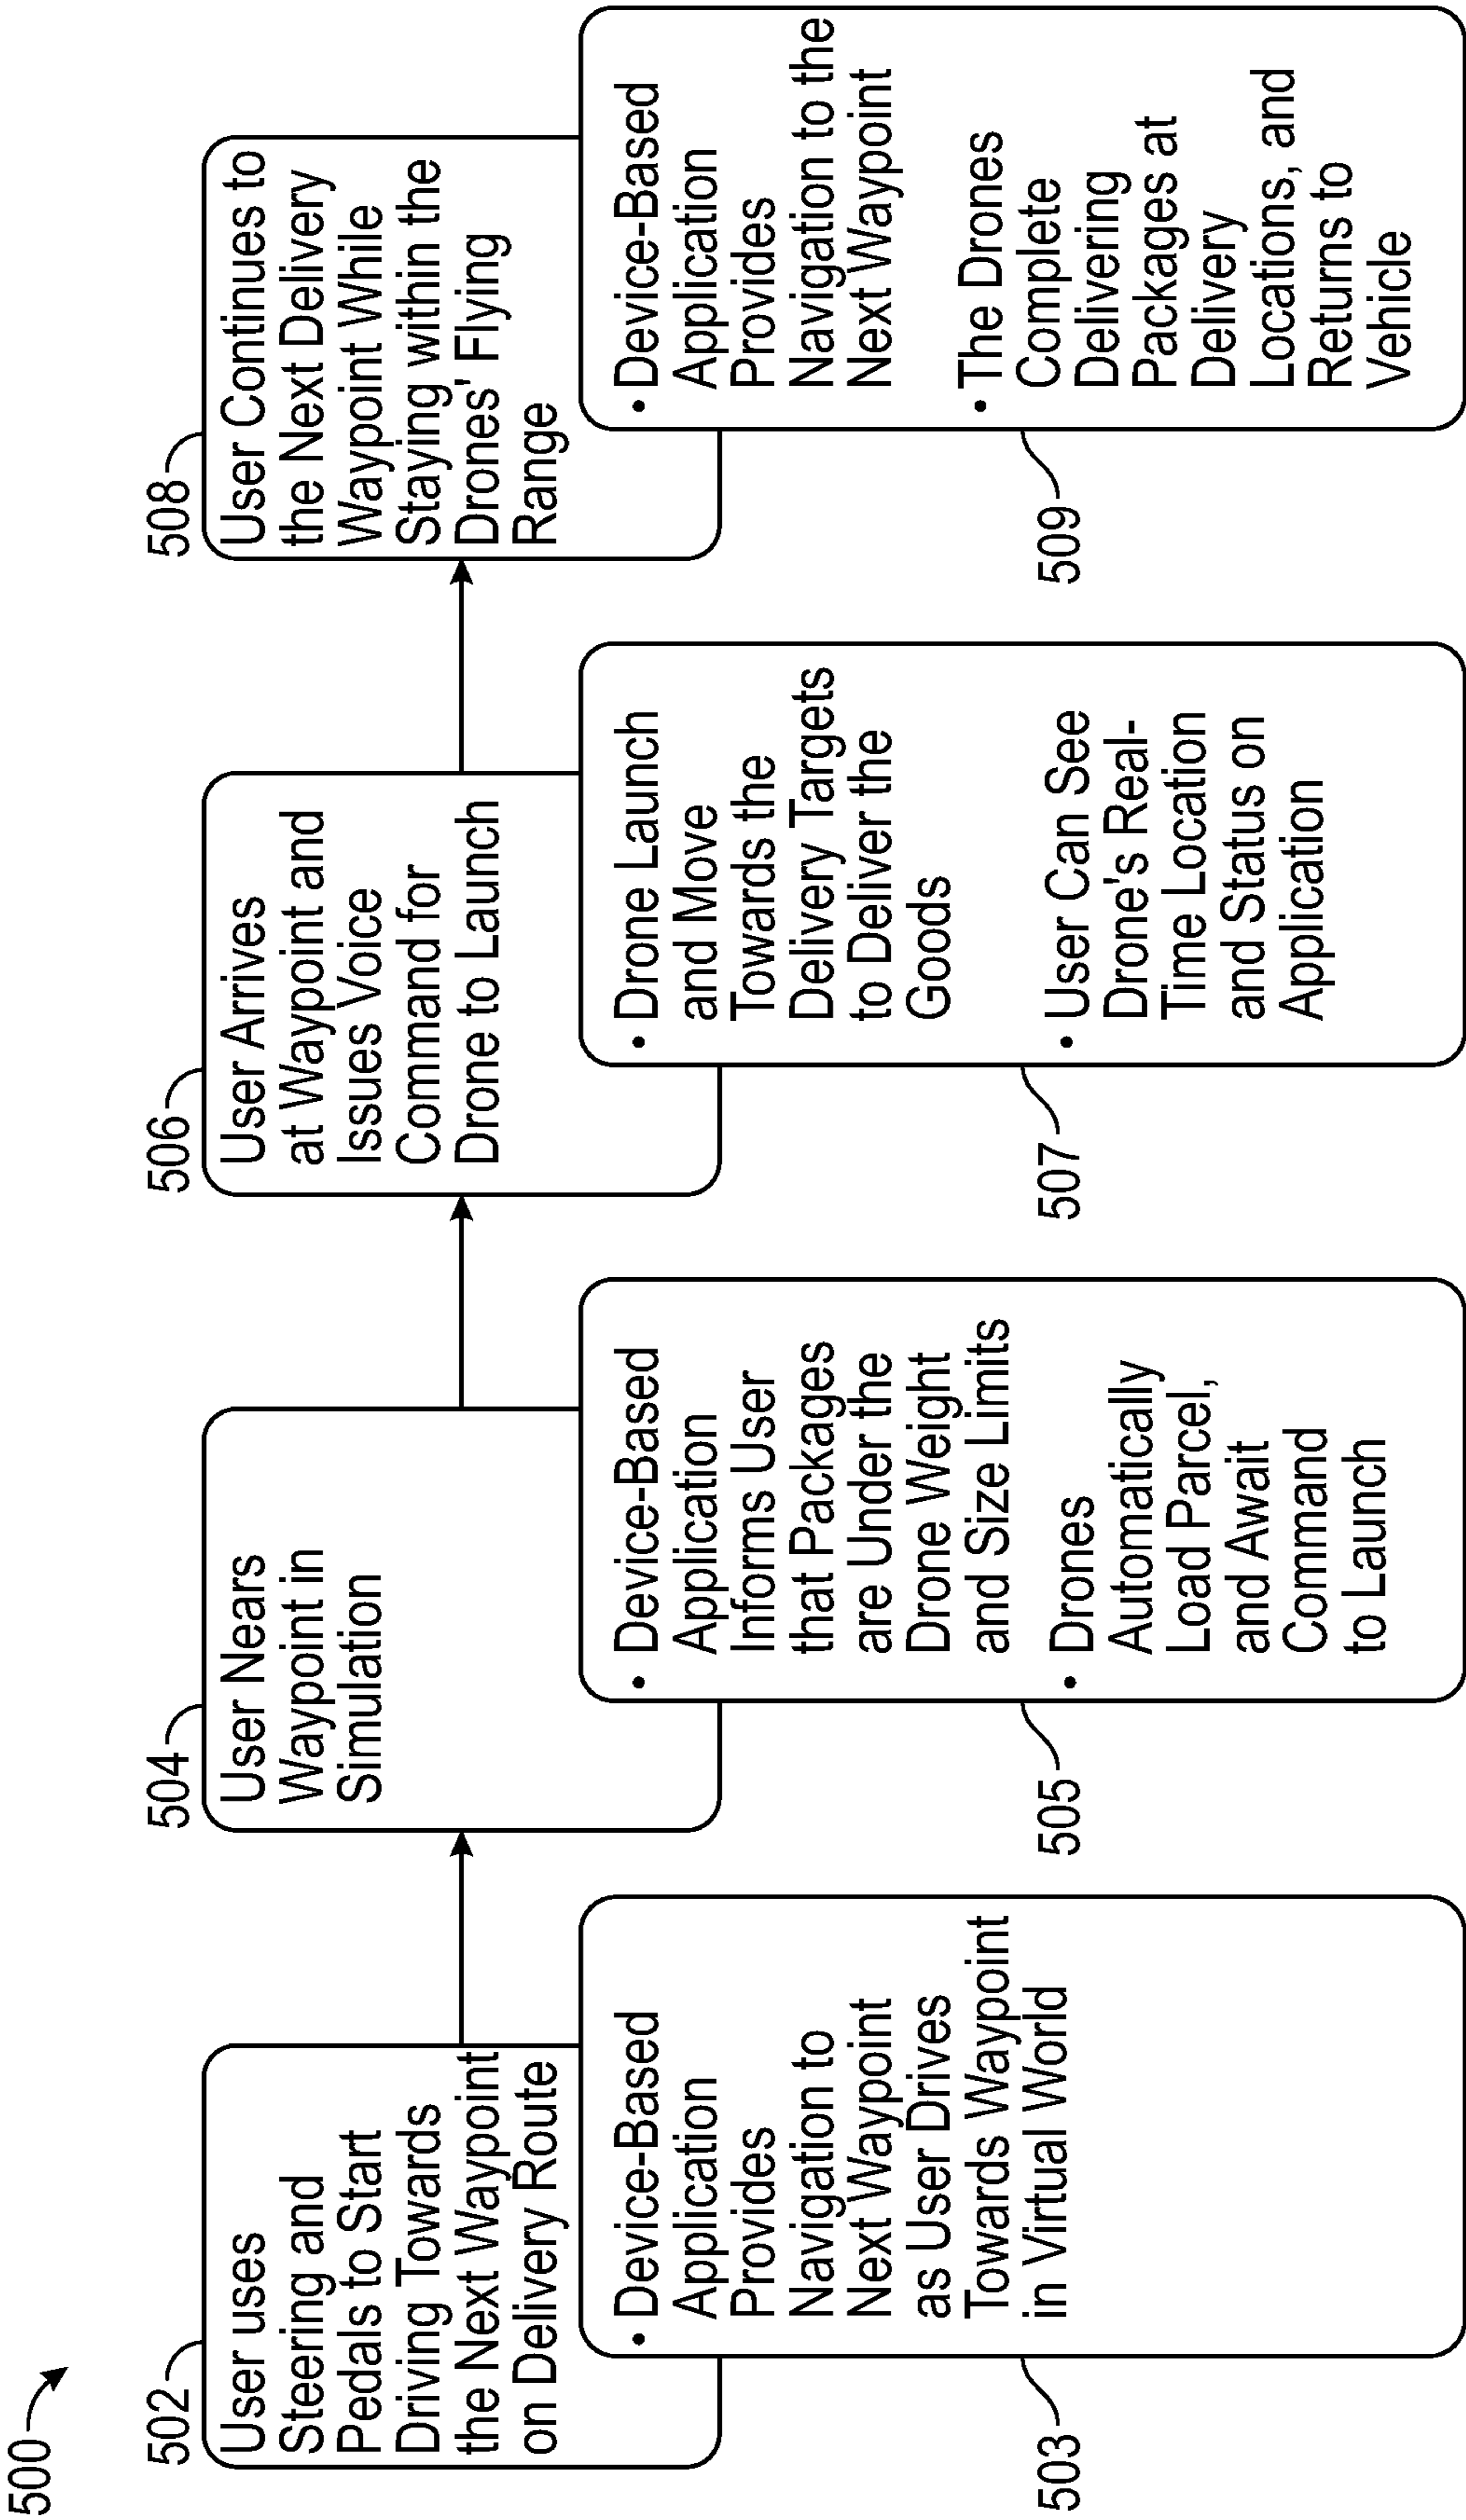 500
502
User uses
Steering and
Pedals to Start
Driving Towards
the Next Waypoint
on Delivery Route
503
• Device-Based
Application
Provides
Navigation to
Next Waypoint
as User Drives
Towards Waypoint
in Virtual World
504
User Nears
Waypoint in
Simulation
505
• Device-Based
Application
Informs User
that Packages
are Under the
Drone Weight
and Size Limits
• Drones
Automatically
Load Parcel,
and Await
Command
to Launch
506
User Arrives
at Waypoint and
Issues Voice
Command for
Drone to Launch
507
• Drone Launch
and Move
Towards the
Delivery Targets
to Deliver the
Goods
• User Can See
Drone's Real-
Time Location
and Status on
Application
508
User Continues to
the Next Delivery
Waypoint While
Staying within the
Drones' Flying
Range
509
• Device-Based
Application
Provides
Navigation to the
Next Waypoint
• The Drones
Complete
Delivering
Packages at
Delivery
Locations, and
Returns to
Vehicle